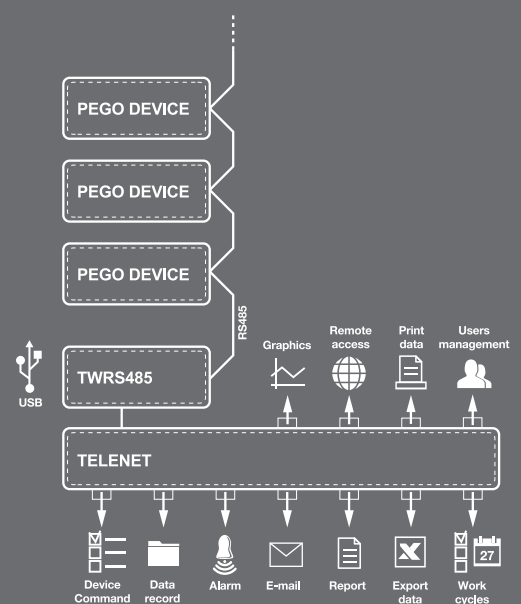 PEGO DEVICE
PEGO DEVICE
PEGO DEVICE
RS485
TWRS485
USB
Graphics
Remote
access
Print
data
Users
management
TELENET
27
Device
Command
Data
record
Alarm
E-mail
Report
X
Export
data
Work
cycles